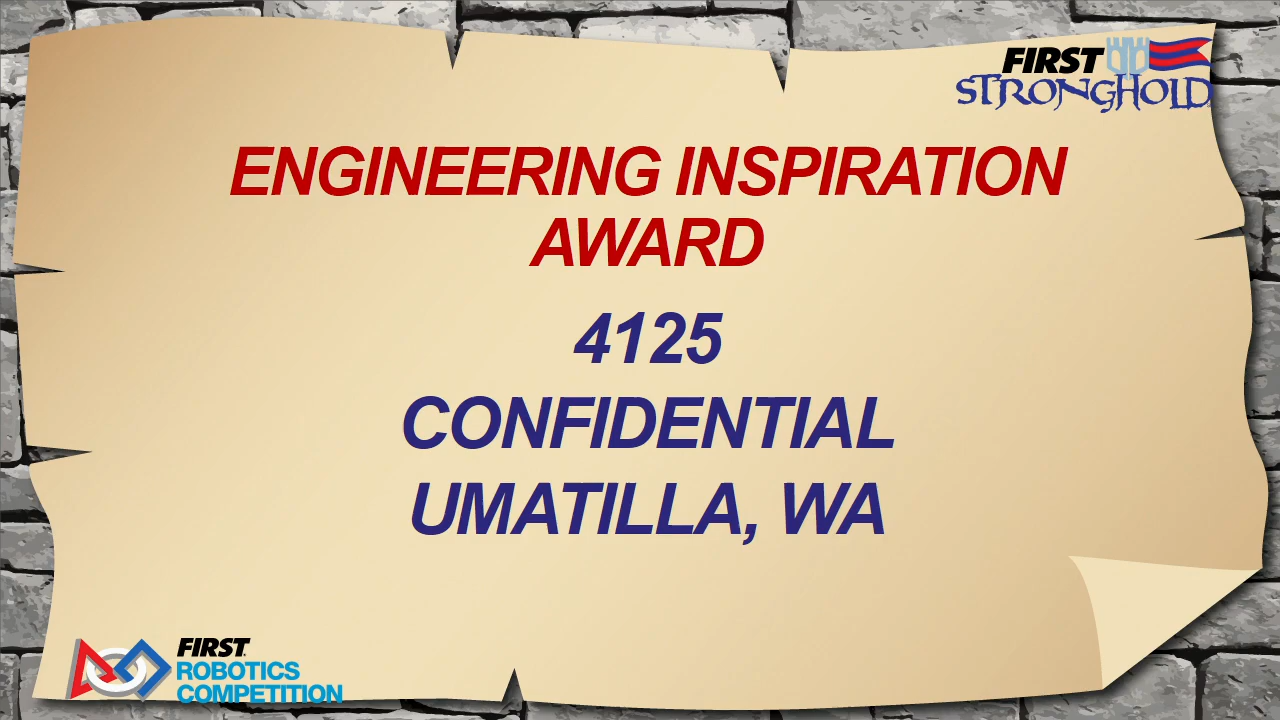 FIRST
STRONGHOLD
ENGINEERING INSPIRATION
AWARD
4125
CONFIDENTIAL
UMATILLA, WA
FIRST
ROBOTICS
COMPETITION